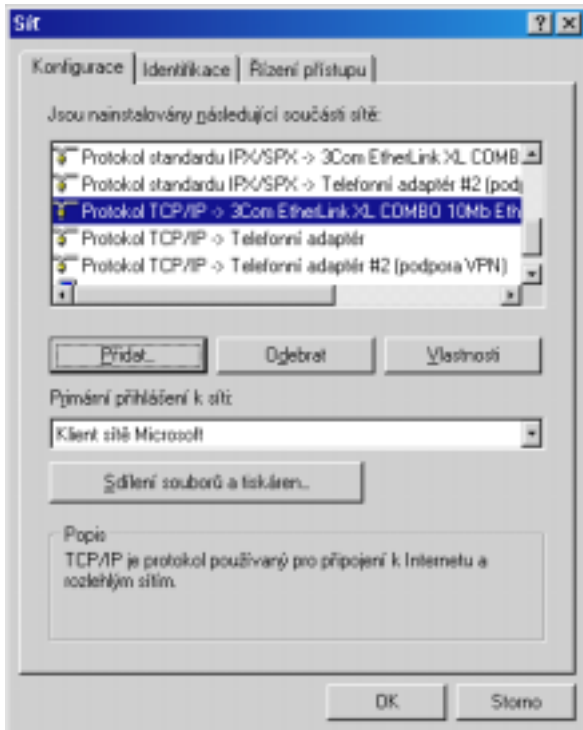 Síť
Konfigurace Identifikace Řízení přístupu
Jsou nainstalovány následující součásti sítě:
Protokol standardu IPX/SPX -> 3Com EtherLink XL COMB
Protokol standardu IPX/SPX -> Telefonní adaptér #2 (pod
Protokol TCP/IP -> 3Com EtherLink XL COMBO 10Mb Eth
Protokol TCP/IP -> Telefonní adaptér
Protokol TCP/IP -> Telefonní adaptér #2 (podpora VPN)
Přidat... Odebrat Vlastnosti
Primární přihlášení k síti:
Klient sítě Microsoft
Sdílení souborů a tiskáren...
Popis
TCP/IP je protokol používaný pro připojení k Internetu a
rozlehlým sítím.
OK Storno